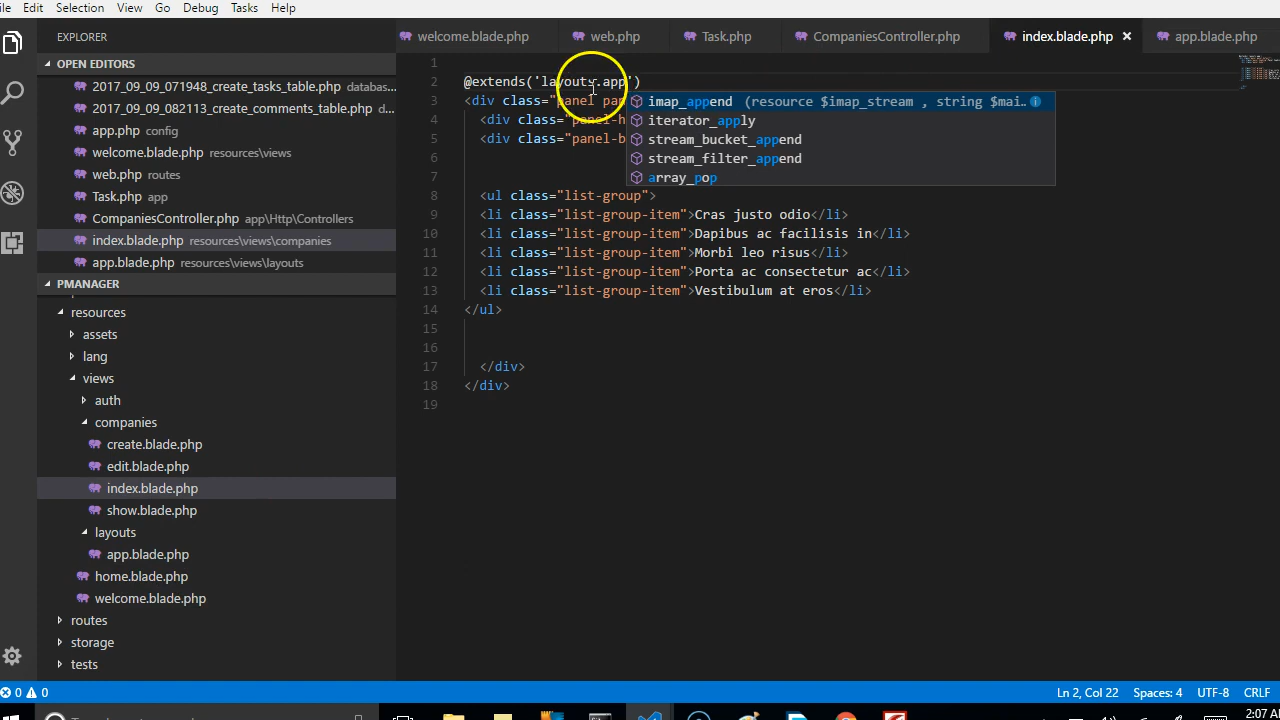 ile Edit Selection View Go Debug Tasks Help
EXPLORER
welcome.blade.php web.php Task.php CompaniesController.php index.blade.php × app.blade.php
OPEN EDITORS
2017_09_09_071948_create_tasks_table.php databas...
2017_09_09_082113_create_comments_table.php d...
app.php config
welcome.blade.php resources\views
web.php routes
Task.php app
CompaniesController.php app\Http\Controllers
index.blade.php resources\views\companies
app.blade.php resources\views\layouts
PMANAGER
resources
assets
lang
views
auth
companies
create.blade.php
edit.blade.php
index.blade.php
show.blade.php
layouts
app.blade.php
home.blade.php
welcome.blade.php
routes
storage
tests
1
2 @extends('layouts.app')
3 <div class="panel pan
4 <div class="panel-h
5 <div class="panel-b
6
7
8 <ul class="list-group">
9 <li class="list-group-item">Cras justo odio</li>
10 <li class="list-group-item">Dapibus ac facilisis in</li>
11 <li class="list-group-item">Morbi leo risus</li>
12 <li class="list-group-item">Porta ac consectetur ac</li>
13 <li class="list-group-item">Vestibulum at eros</li>
14 </ul>
15
16
17 </div>
18 </div>
19
imap_append (resource $imap_stream , string $mai...
iterator_apply
stream_bucket_append
stream_filter_append
array_pop
0 0
Ln 2, Col 22 Spaces: 4 UTF-8 CRLF
2:07 A